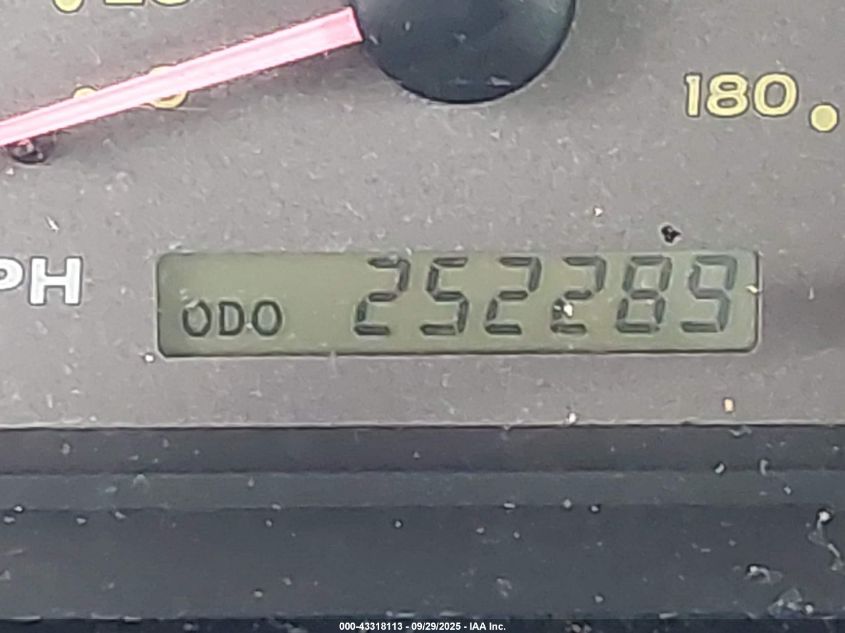 180
PH
ODO 252289
000-43318113 - 09/29/2025 - IAA Inc.